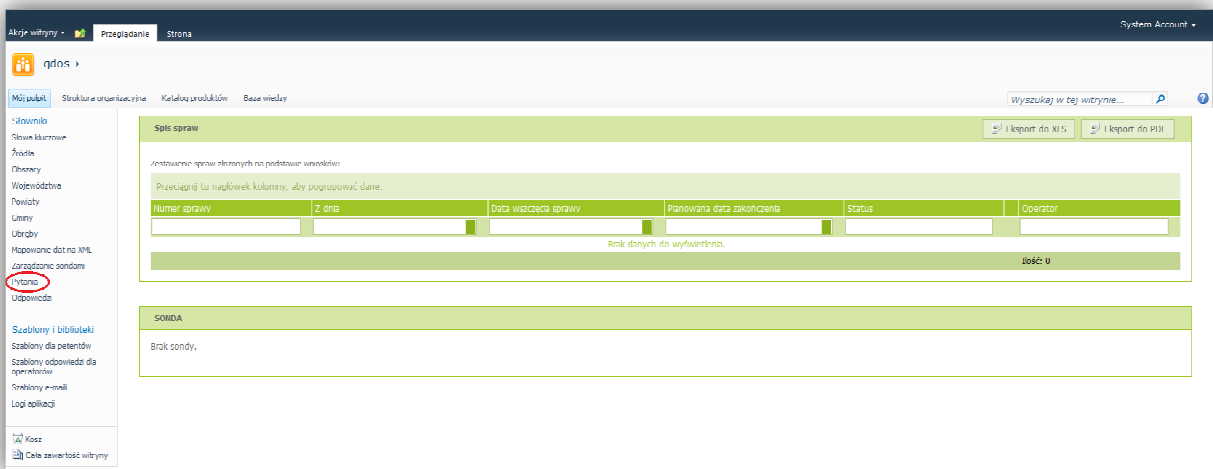 System Account
Akcje witryny
Przeglądanie
Strona
qdos
Mój pulpit
Struktura organizacyjna
Katalog produktów
Baza wiedzy
Wyszukaj w tej witrynie...
Słowniki
Słowa kluczowe
Źródła
Obszary
Województwa
Powiaty
Gminy
Obręby
Mapowanie dat na XML
Zarządzanie sondami
Pytania
Odpowiedzi
Szablony i biblioteki
Szablony dla petentów
Szablony odpowiedzi dla
operatorów
Szablony e-maili
Logi aplikacji
Kosz
Cała zawartość witryny
Spis spraw
Eksport do XLS
Eksport do PDF
Zestawienie spraw złożonych na podstawie wniosków:
Przeciągnij tu nagłówek kolumny, aby pogrupować dane.
Numer sprawy
Z dnia
Data wszczęcia sprawy
Planowana data zakończenia
Status
Operator
Brak danych do wyświetlenia.
Ilość: 0
SONDA
Brak sondy.